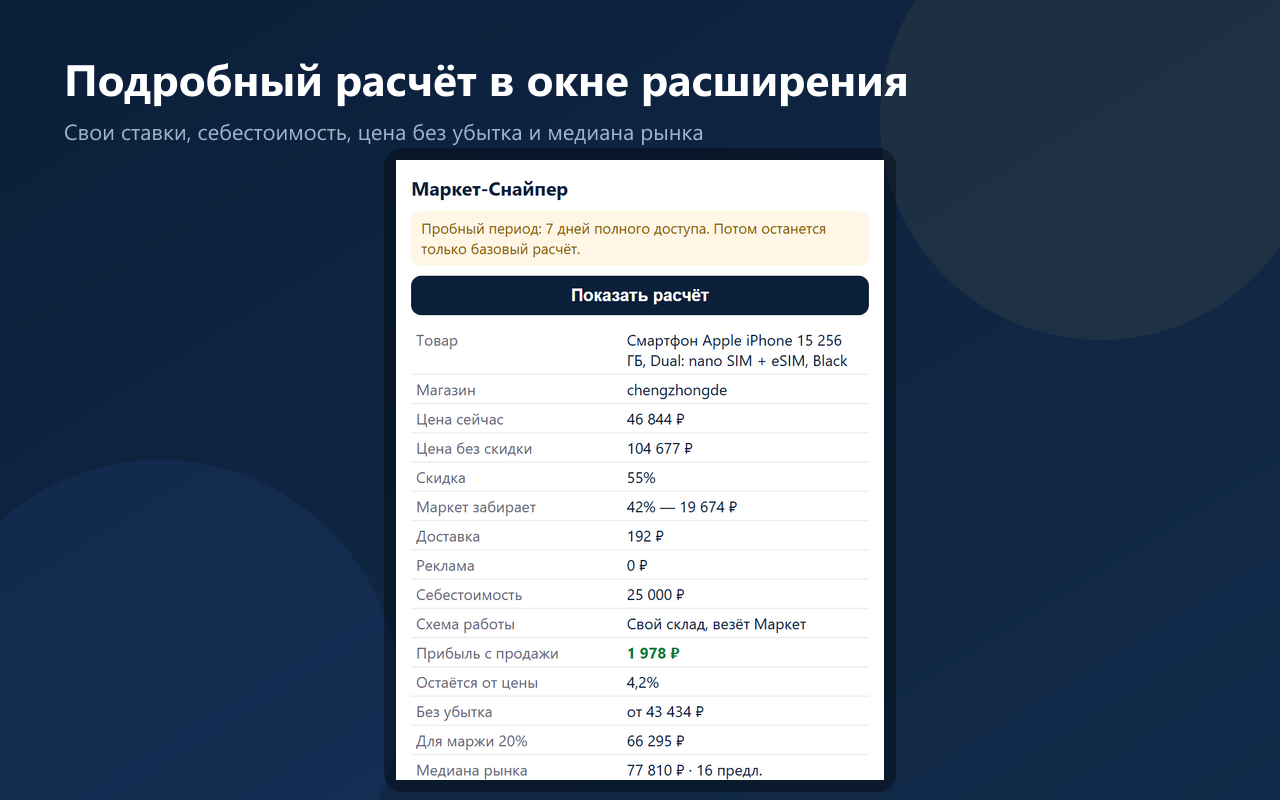 Подробный расчёт в окне расширения
Свои ставки, себестоимость, цена без убытка и медиана рынка
Маркет-Снайпер
Пробный период: 7 дней полного доступа. Потом останется
только базовый расчёт.
Показать расчёт
Товар Смартфон Apple iPhone 15 256
ГБ, Dual: nano SIM + eSIM, Black
Магазин chengzhongde
Цена сейчас 46 844 ₽
Цена без скидки 104 677 ₽
Скидка 55%
Маркет забирает 42% — 19 674 ₽
Доставка 192 ₽
Реклама 0 ₽
Себестоимость 25 000 ₽
Схема работы Свой склад, везёт Маркет
Прибыль с продажи 1 978 ₽
Остаётся от цены 4,2%
Без убытка от 43 434 ₽
Для маржи 20% 66 295 ₽
Медиана рынка 77 810 ₽ · 16 предл.